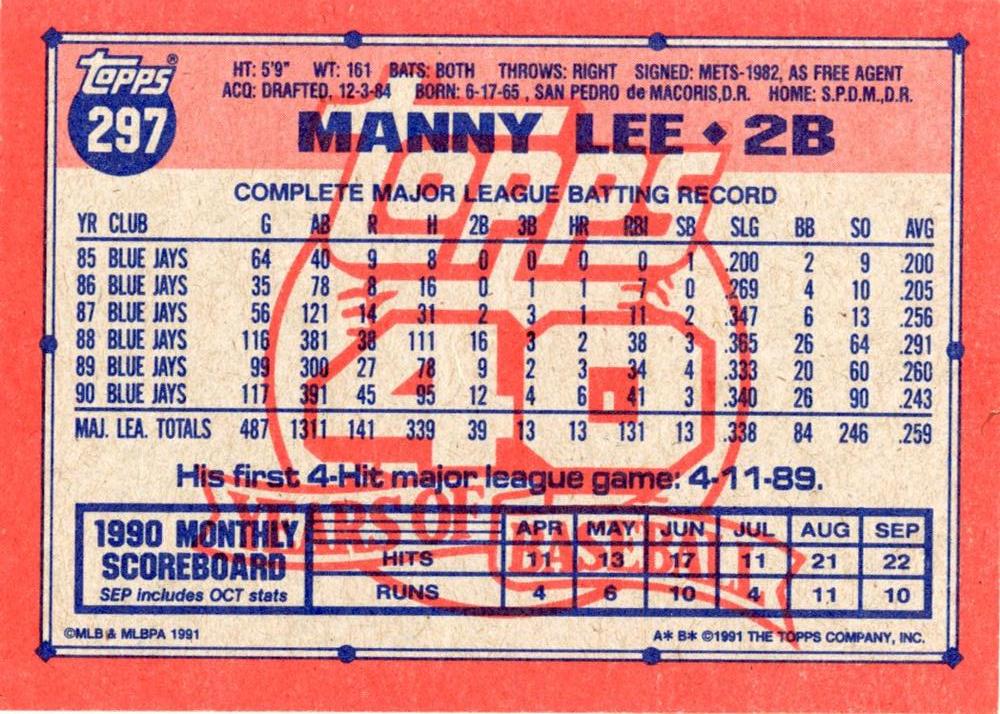 Topps®
297
HT: 5'9" WT: 161 BATS: BOTH THROWS: RIGHT SIGNED: METS-1982, AS FREE AGENT
ACQ: DRAFTED, 12-3-84 BORN: 6-17-65 , SAN PEDRO de MACORIS,D.R. HOME: S.P.D.M.,D.R.
MANNY LEE ◆ 2B
COMPLETE MAJOR LEAGUE BATTING RECORD
YR CLUB G AB R H 2B 3B HR RBI SB SLG BB SO AVG
85 BLUE JAYS 64 40 9 8 0 0 0 0 1 .200 2 9 .200
86 BLUE JAYS 35 78 8 16 0 1 1 7 0 .269 4 10 .205
87 BLUE JAYS 56 121 14 31 2 3 1 11 2 .347 6 13 .256
88 BLUE JAYS 116 381 38 111 16 3 2 38 3 .365 26 64 .291
89 BLUE JAYS 99 300 27 78 9 2 3 34 4 .333 20 60 .260
90 BLUE JAYS 117 391 45 95 12 4 6 41 3 .340 26 90 .243
MAJ. LEA. TOTALS 487 1311 141 339 39 13 13 131 13 .338 84 246 .259
Topps
40
YEARS OF
BASEBALL
His first 4-Hit major league game: 4-11-89.
1990 MONTHLY
SCOREBOARD
SEP includes OCT stats
APR MAY JUN JUL AUG SEP
HITS 11 13 17 11 21 22
RUNS 4 6 10 4 11 10
©MLB & MLBPA 1991
A* B* ©1991 THE TOPPS COMPANY, INC.